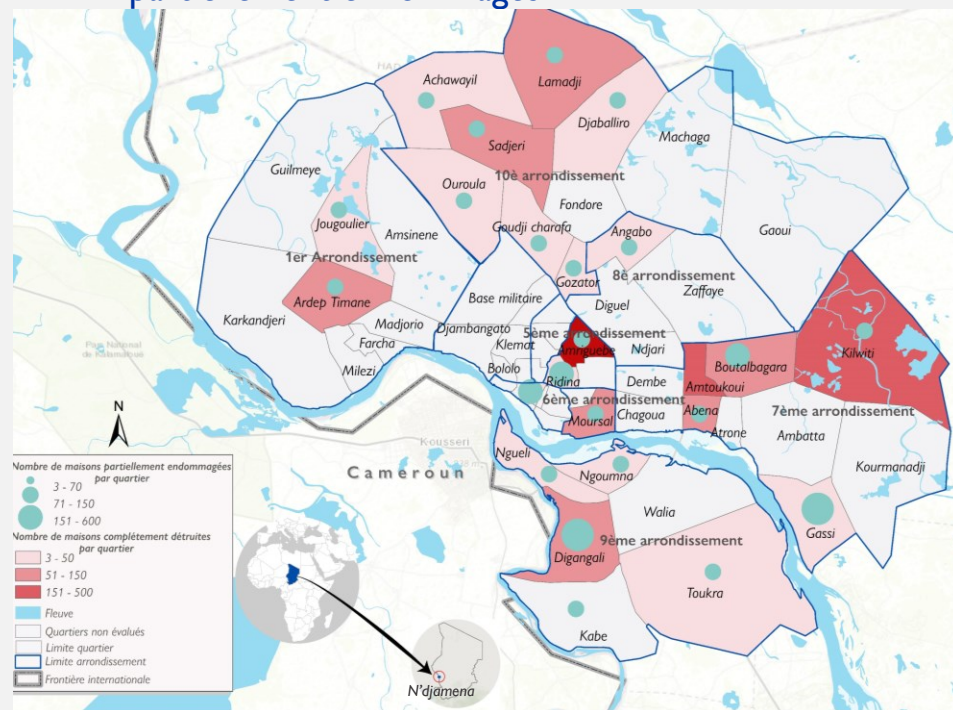 Achawayil
Lamadji
Djaballiro
Machaga
Sadjeri
Guilmeye
10è arrondissement
Ouroula
Fondore
Jougoulier
Goudji charafa
Angabo
Gaoui
Amsinene
1er Arrondissement
Gozator
8è arrondissement
Zaffaye
Ardep Timane
Base militaire
Diguel
Karkandjeri
Madjorio
Djambangato
5ème arrondissement
Farcha
Klemat
Amriguebe
Ndjari
Kilwiti
Milezi
Bololo
Boutalbagara
Ridina
Dembe
Amtoukoui
6ème arrondissement
Moursal
Chagoua
Abena
7ème arrondissement
Atrone
Ambatta
N
Kousseri
Ngueli
Kourmanadji
Cameroun
Ngoumna
Walia
Gassi
9ème arrondissement
Digangali
Toukra
Kabe
Nombre de maisons partiellement endommagées
par quartier
3 - 70
71 - 150
151 - 600
Nombre de maisons complètement détruites
par quartier
3 - 50
51 - 150
151 - 500
Fleuve
Quartiers non évalués
Limite quartier
Limite arrondissement
Frontière internationale
N'djamena